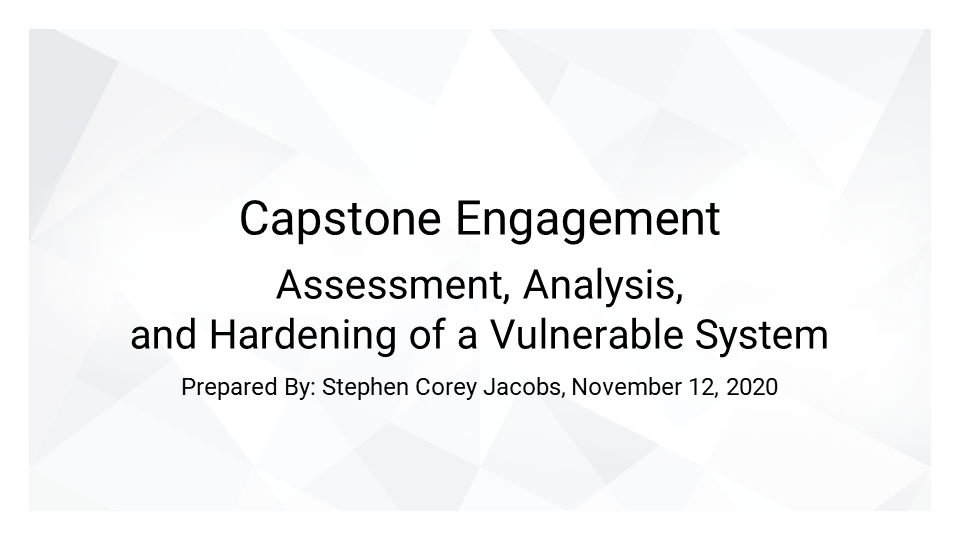 Capstone Engagement
Assessment, Analysis,
and Hardening of a Vulnerable System
Prepared By: Stephen Corey Jacobs, November 12, 2020